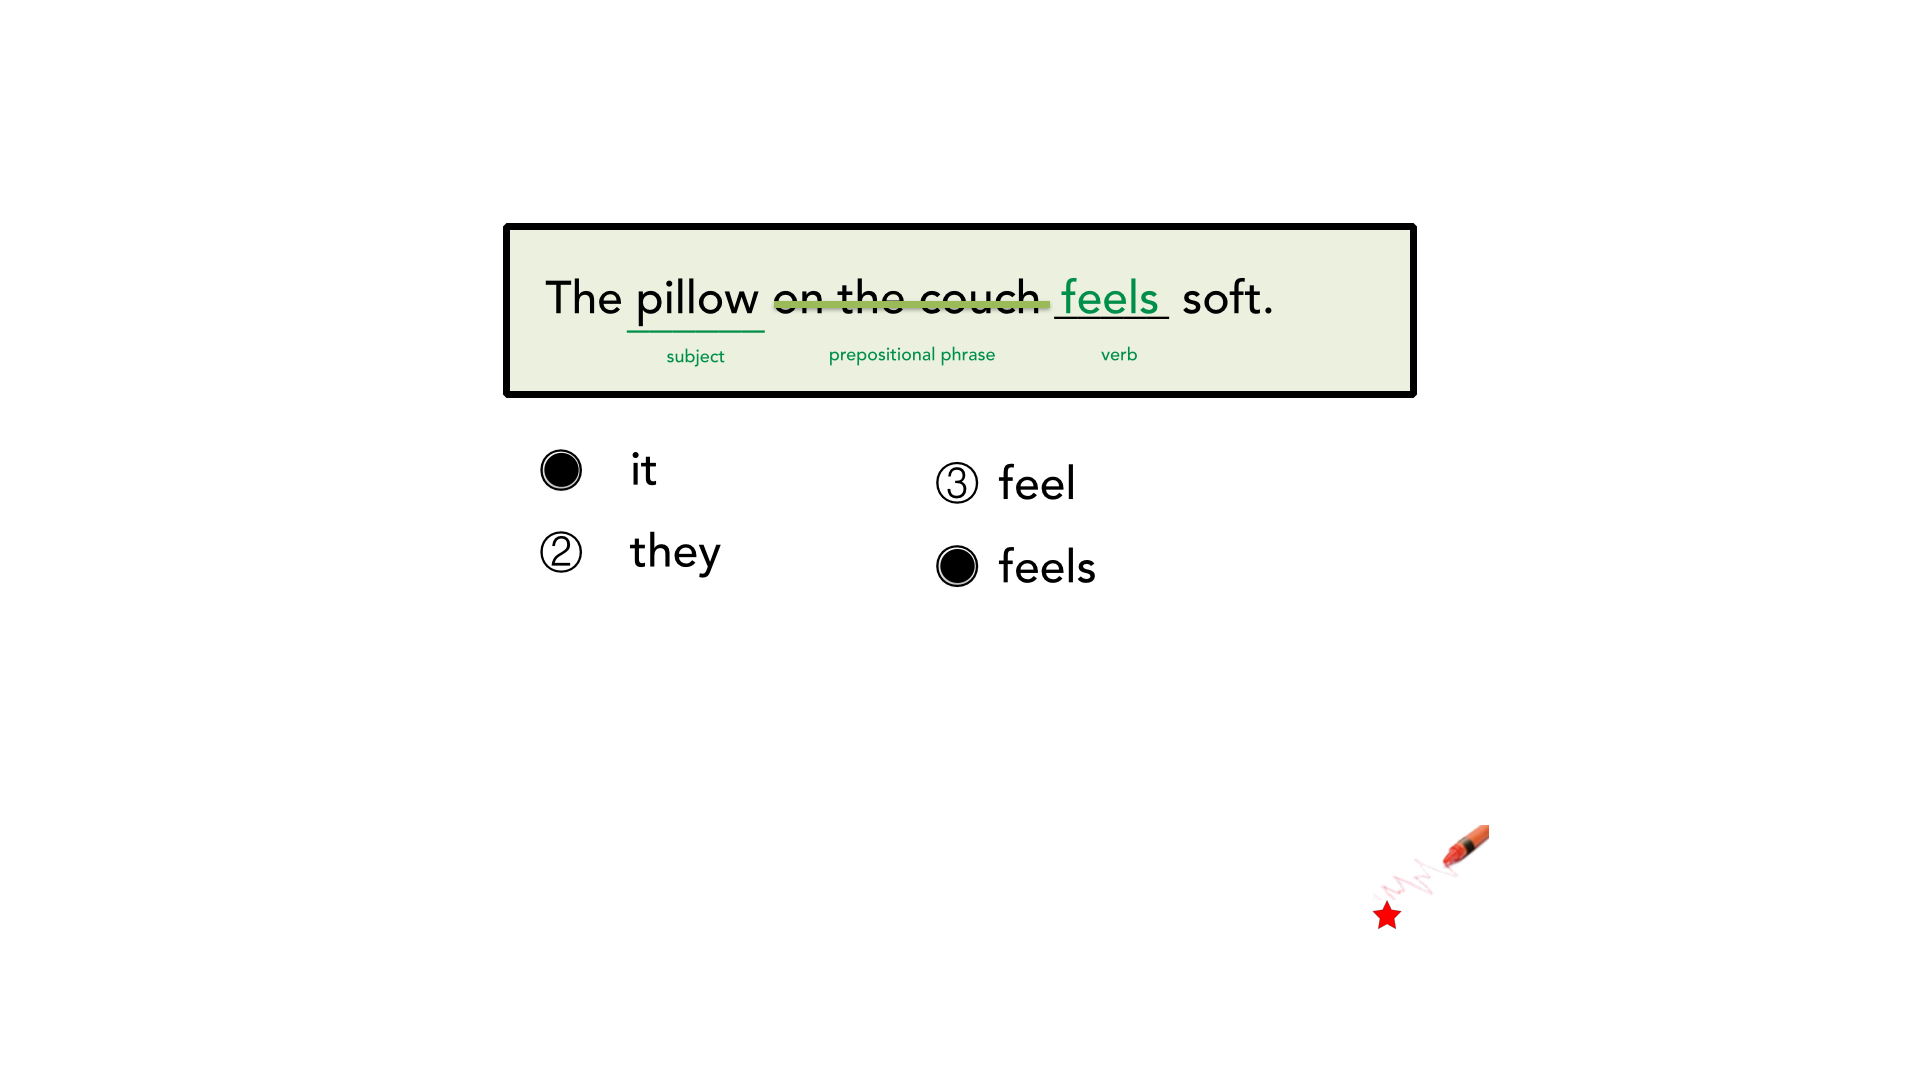 The pillow on the couch feels soft.
subject prepositional phrase verb
it
② they
③ feel
feels